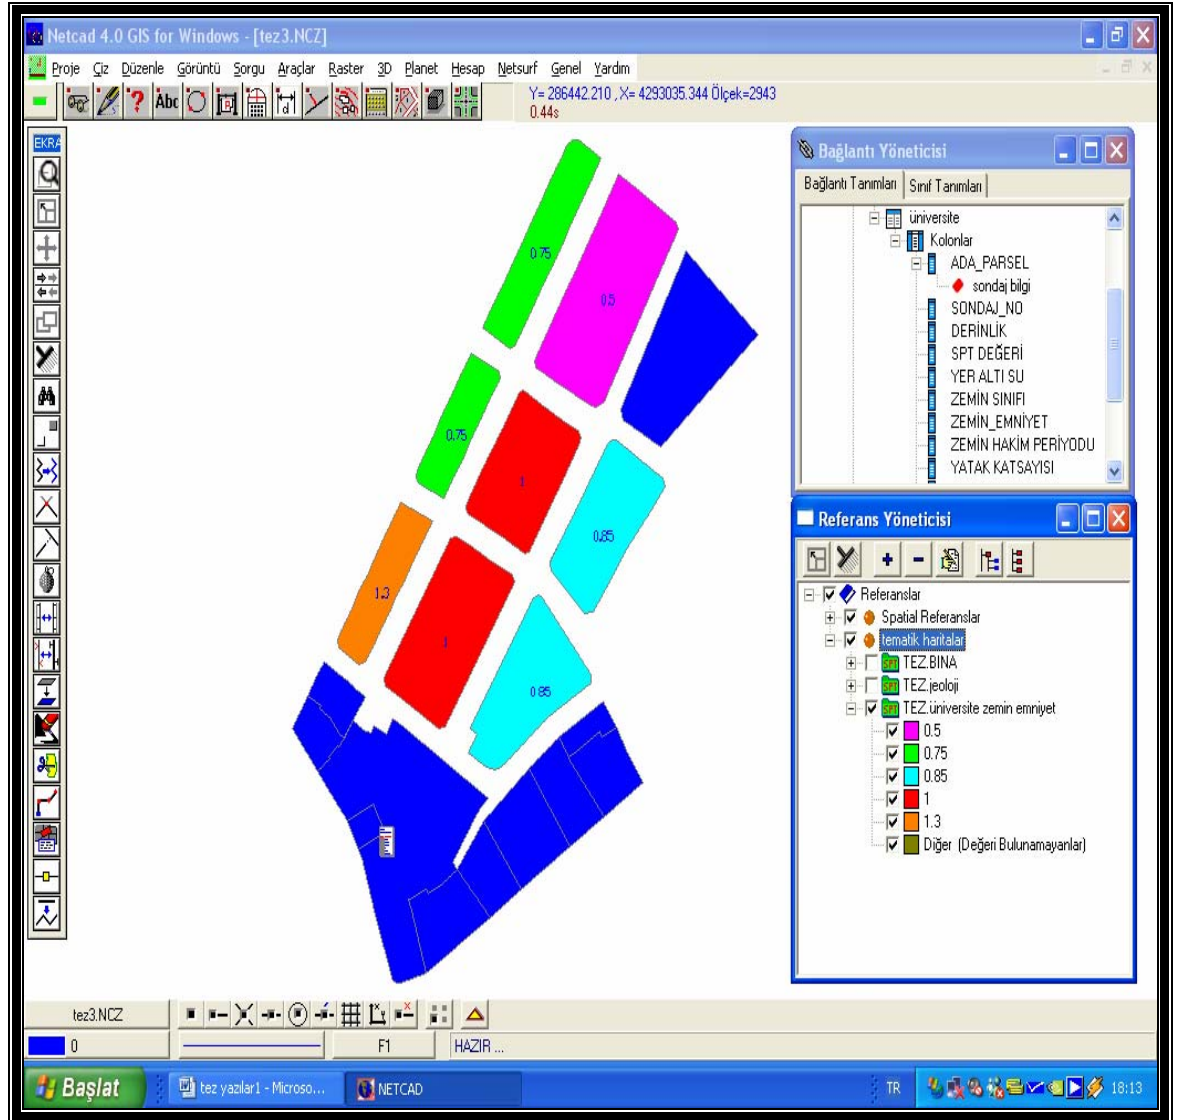 Netcad 4.0 GIS for Windows - [tez3.NCZ]
Proje Çiz Düzenle Görüntü Sorgu Araçlar Raster 3D Planet Hesap Netsurf Genel Yardım
Abc
Y= 286442.210 , X= 4293035.344 Ölçek=2943
0.44s
EKRA
Bağlantı Yöneticisi
Bağlantı Tanımları Sınıf Tanımları
üniversite
Kolonlar
ADA_PARSEL
sondaj bilgi
SONDAJ_NO
DERİNLİK
SPT DEĞERİ
YER ALTI SU
ZEMİN SINIFI
ZEMİN_EMNİYET
ZEMİN HAKİM PERİYODU
YATAK KATSAYISI
0.75
0.5
0.75
1
0.85
1.3
1
0.85
Referans Yöneticisi
Referanslar
Spatial Referanslar
tematik haritalar
SPT TEZ.BINA
SPT TEZ.jeoloji
SPT TEZ.üniversite zemin emniyet
0.5
0.75
0.85
1
1.3
Diğer (Değeri Bulunamayanlar)
tez3.NCZ
0 F1 HAZIR ...
Başlat tez yazılar1 - Microso... NETCAD TR 18:13